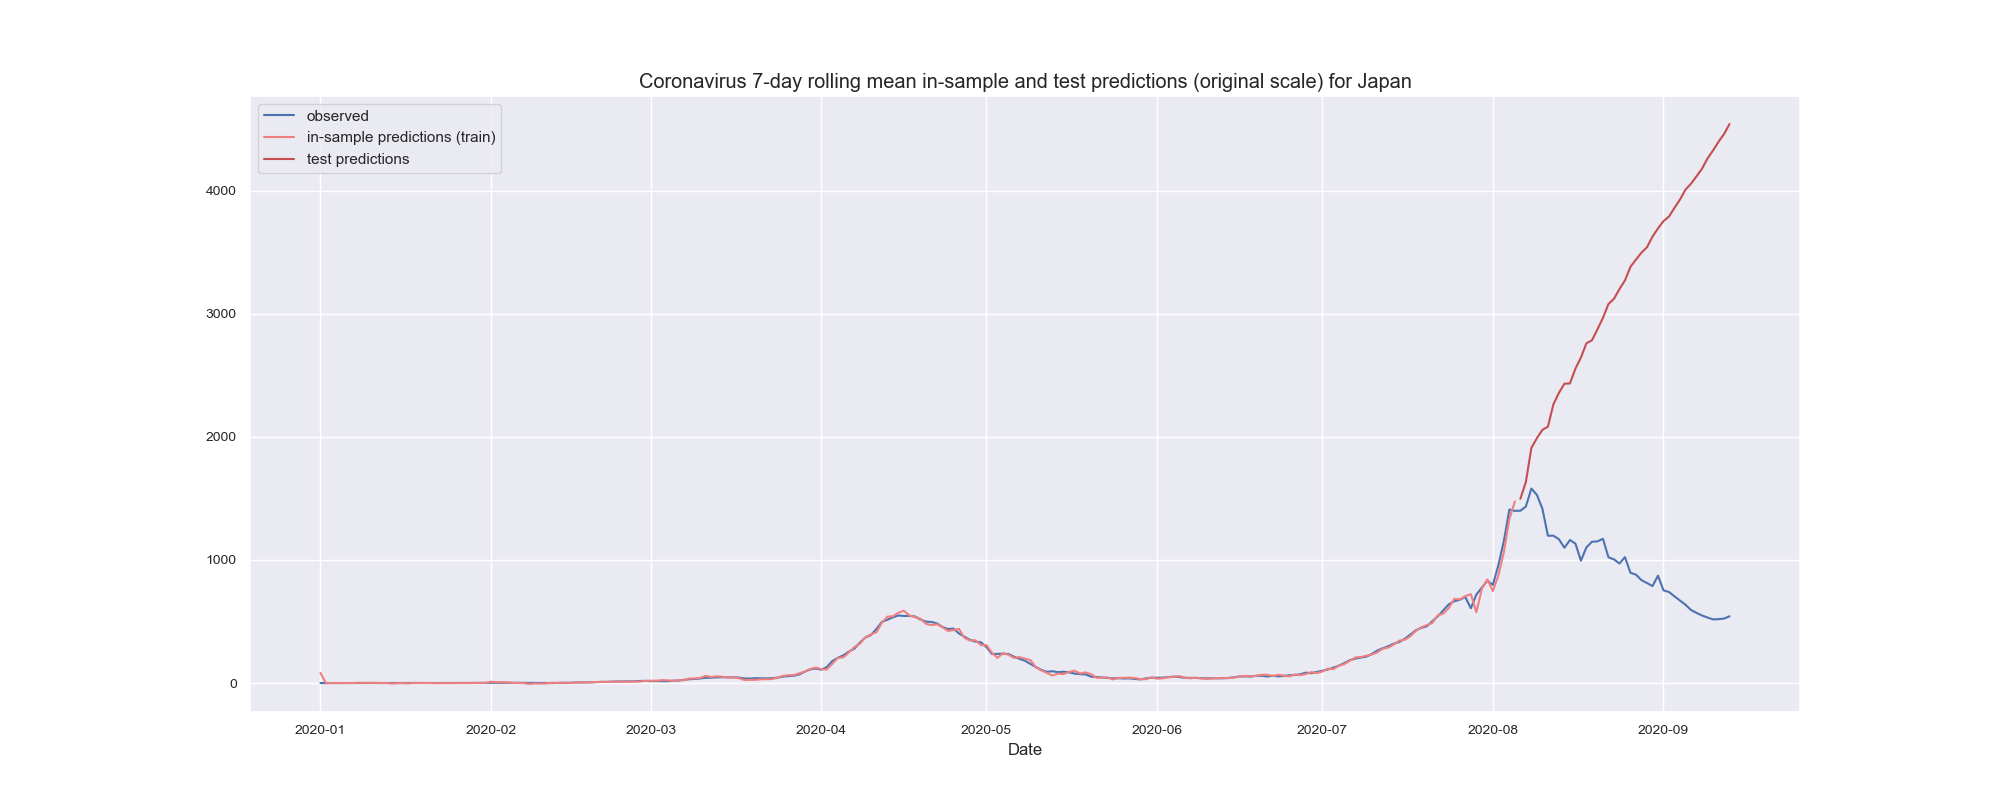 Coronavirus 7-day rolling mean in-sample and test predictions (original scale) for Japan
observed
in-sample predictions (train)
test predictions
4000
3000
2000
1000
0
2020-01 2020-02 2020-03 2020-04 2020-05 2020-06 2020-07 2020-08 2020-09
Date